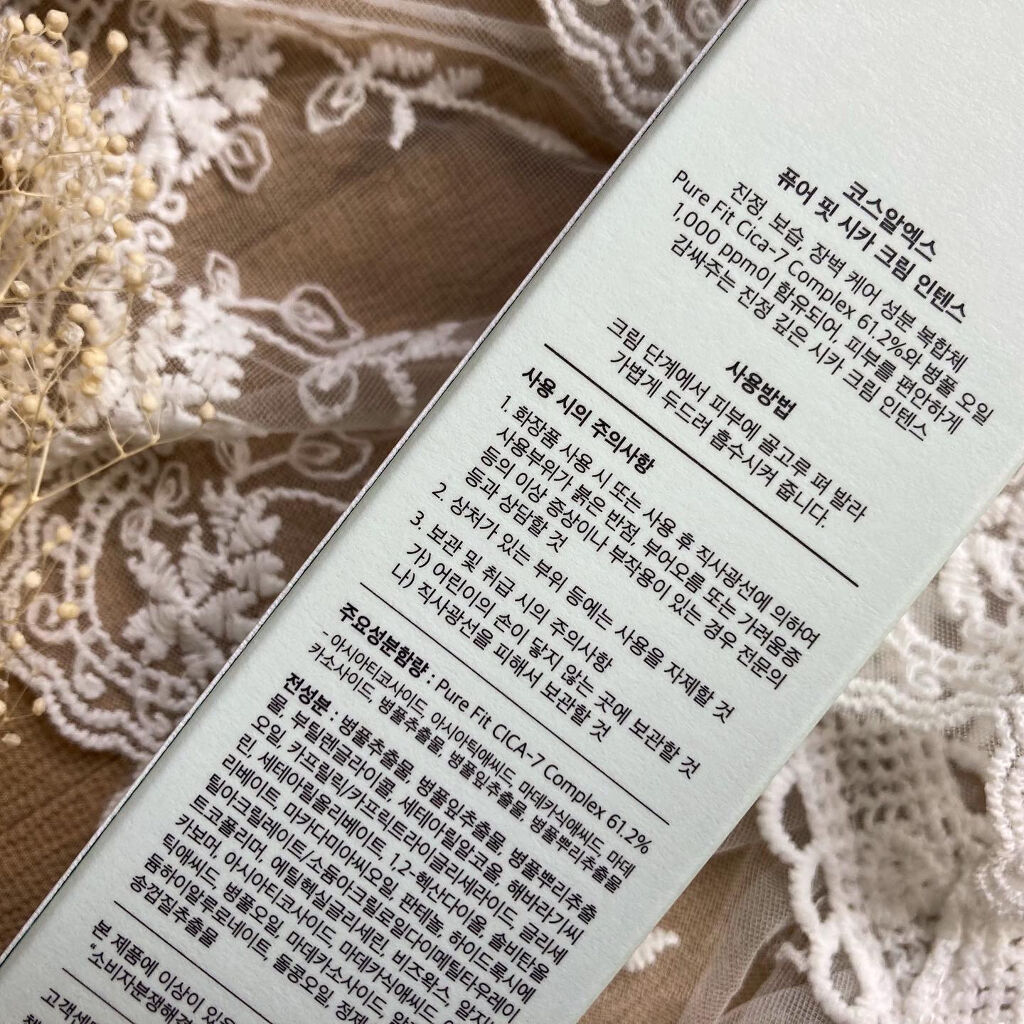 코스알엑스
퓨어 핏 시카 크림 인텐스
진정, 보습, 장벽 케어 성분 복합체
Pure Fit Cica-7 Complex 61.2%와 병풀 오일
1,000 ppm이 함유되어, 피부를 편안하게
감싸주는 진정 깊은 시카 크림 인텐스
사용방법
크림 단계에서 피부에 골고루 펴 발라
가볍게 두드려 흡수시켜 줍니다.
사용 시의 주의사항
1. 화장품 사용 시 또는 사용 후 직사광선에 의하여
사용부위가 붉은 반점, 부어오름 또는 가려움증
등의 이상 증상이나 부작용이 있는 경우 전문의
등과 상담할 것
2. 상처가 있는 부위 등에는 사용을 자제할 것
3. 보관 및 취급 시의 주의사항
가) 어린이의 손이 닿지 않는 곳에 보관할 것
나) 직사광선을 피해서 보관할 것
주요성분함량 : Pure Fit CICA-7 Complex 61.2%
-아시아티코사이드, 아시아틱애씨드, 마데카식애씨드, 마데
카소사이드, 병풀추출물, 병풀잎추출물, 병풀뿌리추출물
전성분 : 병풀추출물, 병풀잎추출물, 병풀뿌리추출
물, 부틸렌글라이콜, 세테아릴알코올, 해바라기씨
오일, 카프릴릭/카프릭트라이글리세라이드, 글리세
린, 세테아릴올리베이트, 1,2-헥산다이올, 솔비탄올
리베이트, 마카다미아씨오일, 판테놀, 하이드록시에
틸아크릴레이트/소듐아크릴로일다이메틸타우레이
트코폴리머, 에틸헥실글리세린, 비즈왁스, 알지
가보머, 아시아티코사이드, 마데카식애씨드,
틱애씨드, 병풀오일, 마데카소사이드,
듐하이알루로네이트, 돌콩오일, 정제
송껍질추출물
본 제품에 이상이 있을
"소비자분쟁해결
고객센터